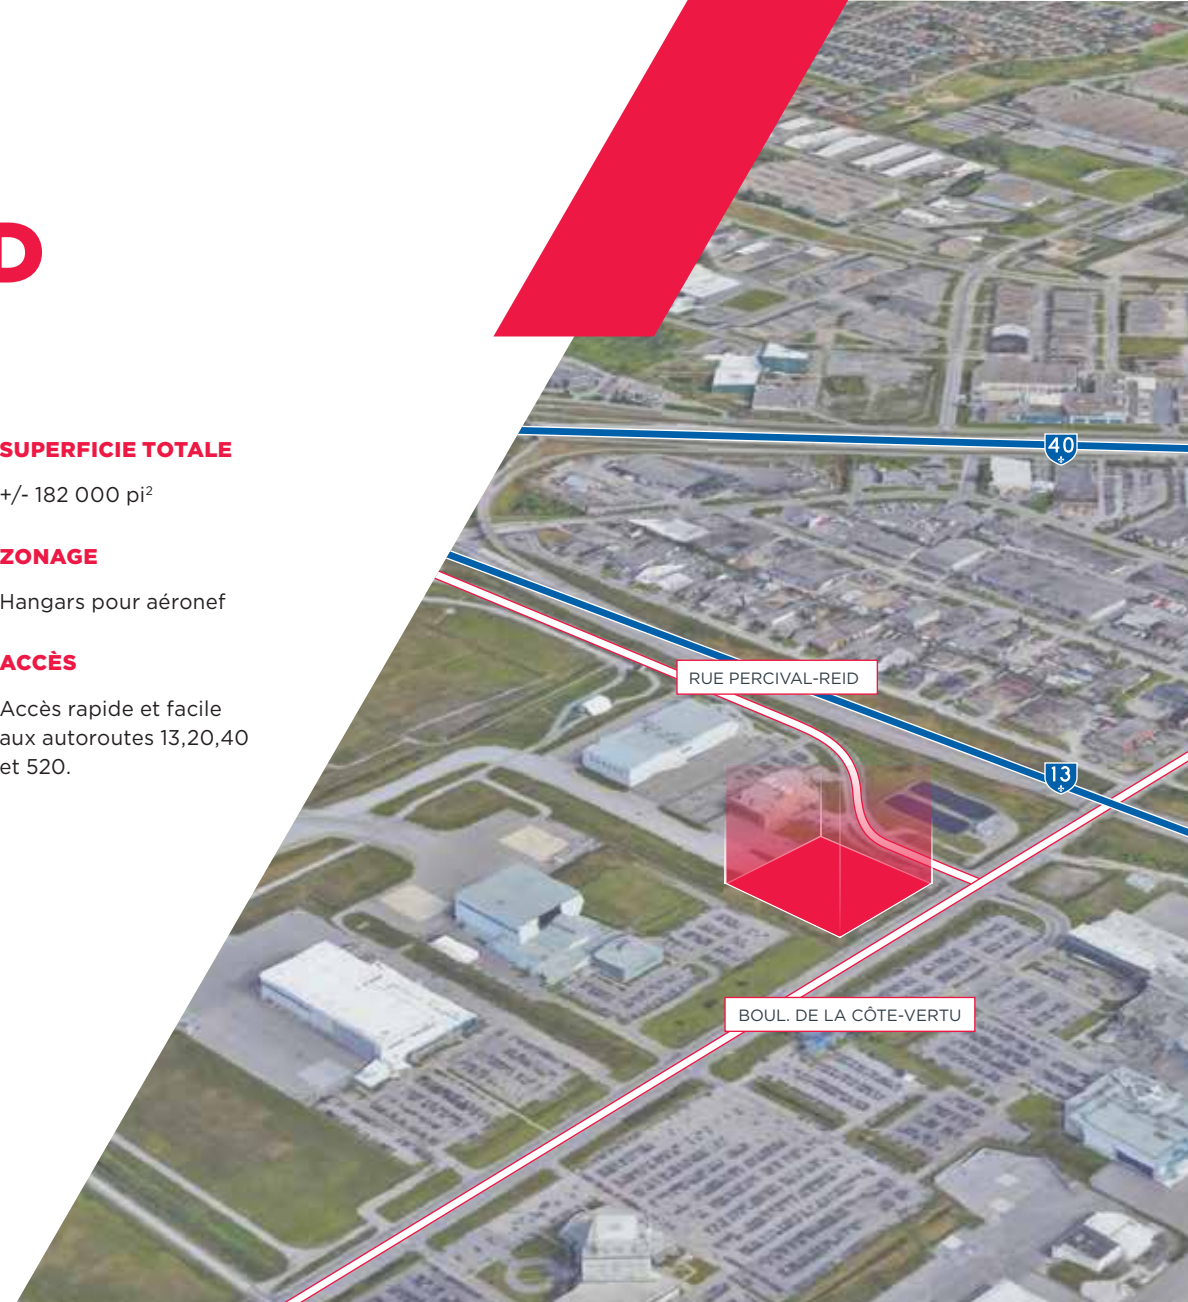 D
SUPERFICIE TOTALE
+/- 182 000 pi²
ZONAGE
Hangars pour aéronef
ACCÈS
Accès rapide et facile
aux autoroutes 13,20,40
et 520.
40
RUE PERCIVAL-REID
13
BOUL. DE LA CÔTE-VERTU